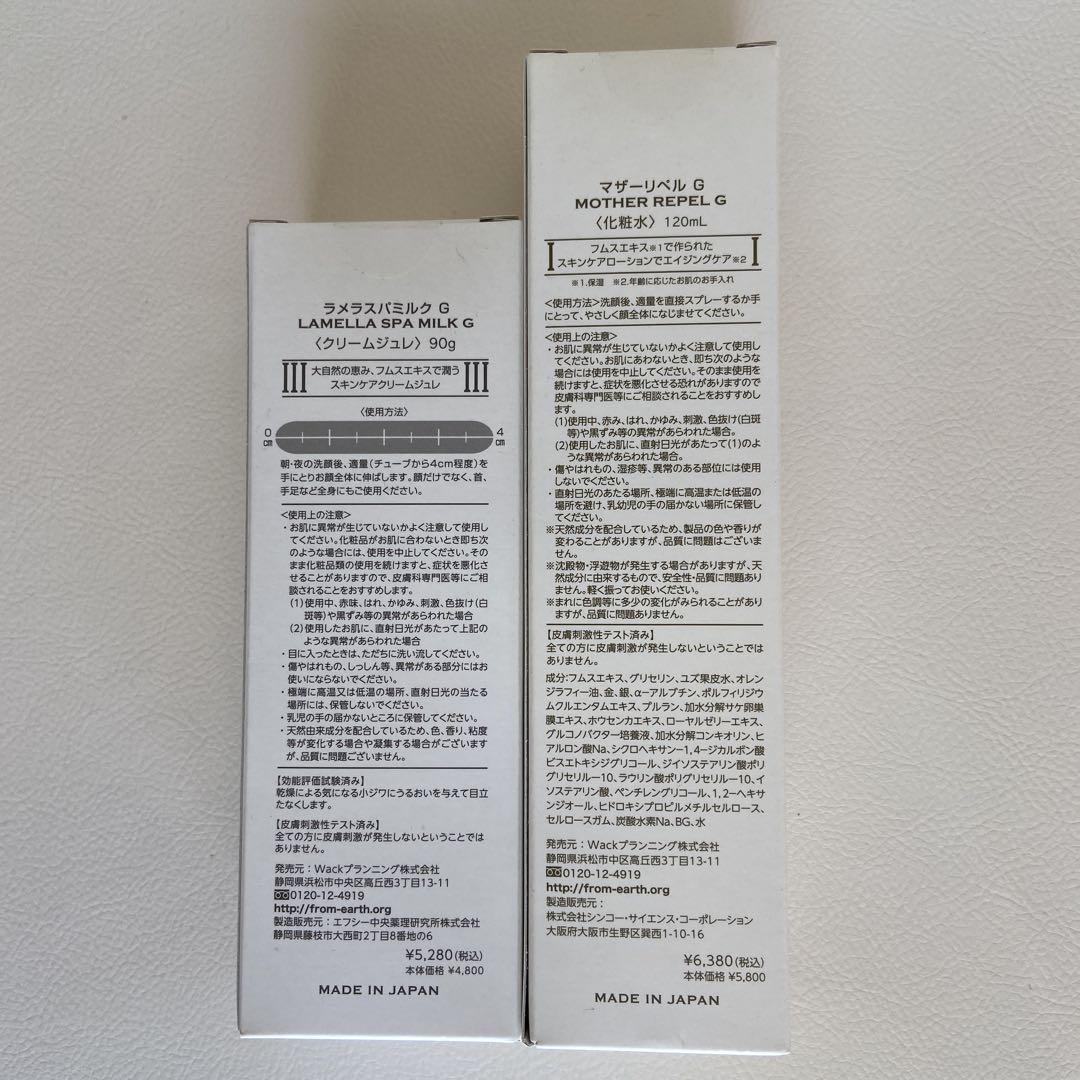 ラメラスパミルク G
LAMELLA SPA MILK G
〈クリームジュレ〉90g
III
大自然の恵み、フムスエキスで潤う
スキンケアクリームジュレ
III
〈使用方法〉
0
cm
4
cm
朝・夜の洗顔後、適量(チューブから4cm程度)を
手にとりお顔全体に伸ばします。顔だけでなく、首、
手足など全身にもご使用ください。
<使用上の注意>
・お肌に異常が生じていないかよく注意して使用し
てください。化粧品がお肌に合わないとき即ち次
のような場合には、使用を中止してください。その
まま化粧品類の使用を続けますと、症状を悪化さ
せることがありますので、皮膚科専門医等にご相
談されることをおすすめします。
(1)使用中、赤味、はれ、かゆみ、刺激、色抜け(白
斑等)や黒ずみ等の異常があらわれた場合
(2)使用したお肌に、直射日光があたって上記の
ような異常があらわれた場合
・目に入ったときは、ただちに洗い流してください。
・傷やはれもの、しっしん等、異常がある部分にはお
使いにならないでください。
・極端に高温又は低温の場所、直射日光の当たる
場所には、保管しないでください。
・乳児の手の届かないところに保管してください。
・天然由来成分を配合しているため、色、香り、粘度
等が変化する場合や凝集する場合がございます
が、品質に問題ございません。
【効能評価試験済み】
乾燥による気になる小ジワにうるおいを与えて目立
たなくします。
【皮膚刺激性テスト済み】
全ての方に皮膚刺激が発生しないということでは
ありません。
発売元：Wackプランニング株式会社
静岡県浜松市中央区高丘西3丁目13-11
0120-12-4919
http://from-earth.org
製造販売元：エフシー中央薬理研究所株式会社
静岡県藤枝市大西町2丁目8番地の6
¥5,280(税込)
本体価格 ¥4,800
MADE IN JAPAN
マザーリペル G
MOTHER REPEL G
〈化粧水〉120mL
I
フムスエキス※1で作られた
スキンケアローションでエイジングケア※2
I
※1.保湿 ※2.年齢に応じたお肌のお手入れ
<使用方法>洗顔後、適量を直接スプレーするか手
にとって、やさしく顔全体になじませてください。
<使用上の注意>
・お肌に異常が生じていないかよく注意して使用し
てください。お肌にあわないとき、即ち次のような
場合には使用を中止してください。そのまま使用を
続けますと、症状を悪化させる恐れがありますので
皮膚科専門医等にご相談されることをおすすめし
ます。
(1)使用中、赤み、はれ、かゆみ、刺激、色抜け(白斑
等)や黒ずみ等の異常があらわれた場合。
(2)使用したお肌に、直射日光があたって(1)のよ
うな異常があらわれた場合。
・傷やはれもの、湿疹等、異常のある部位には使用
しないでください。
・直射日光のあたる場所、極端に高温または低温の
場所を避け、乳幼児の手の届かない場所に保管し
てください。
※天然成分を配合しているため、製品の色や香りが
変わることがありますが、品質に問題はございま
せん。
※沈殿物・浮遊物が発生する場合がありますが、天
然成分に由来するもので、安全性・品質に問題あり
ません。軽く振ってお使いください。
※まれに色調等に多少の変化がみられることがあり
ますが、品質に問題ありません。
【皮膚刺激性テスト済み】
全ての方に皮膚刺激が発生しないということでは
ありません。
成分:フムスエキス、グリセリン、ユズ果皮水、オレン
ジラフィー油、金、銀、α-アルブチン、ポルフィリジウ
ムクルエンタムエキス、プルラン、加水分解サケ卵巣
膜エキス、ホウセンカエキス、ローヤルゼリーエキス、
グルコノバクター培養液、加水分解コンキオリン、ヒ
アルロン酸Na、シクロヘキサン-1,4-ジカルボン酸
ビスエトキシジグリコール、ジイソステアリン酸ポリ
グリセリル-10、ラウリン酸ポリグリセリル-10、イ
ソステアリン酸、ペンチレングリコール、1,2-ヘキサ
ンジオール、ヒドロキシプロピルメチルセルロース、
セルロースガム、炭酸水素Na、BG、水
発売元：Wackプランニング株式会社
静岡県浜松市中区高丘西3丁目13-11
0120-12-4919
http://from-earth.org
製造販売元：
株式会社シンコー・サイエンス・コーポレーション
大阪府大阪市生野区巽西1-10-16
¥6,380(税込)
本体価格 ¥5,800
MADE IN JAPAN